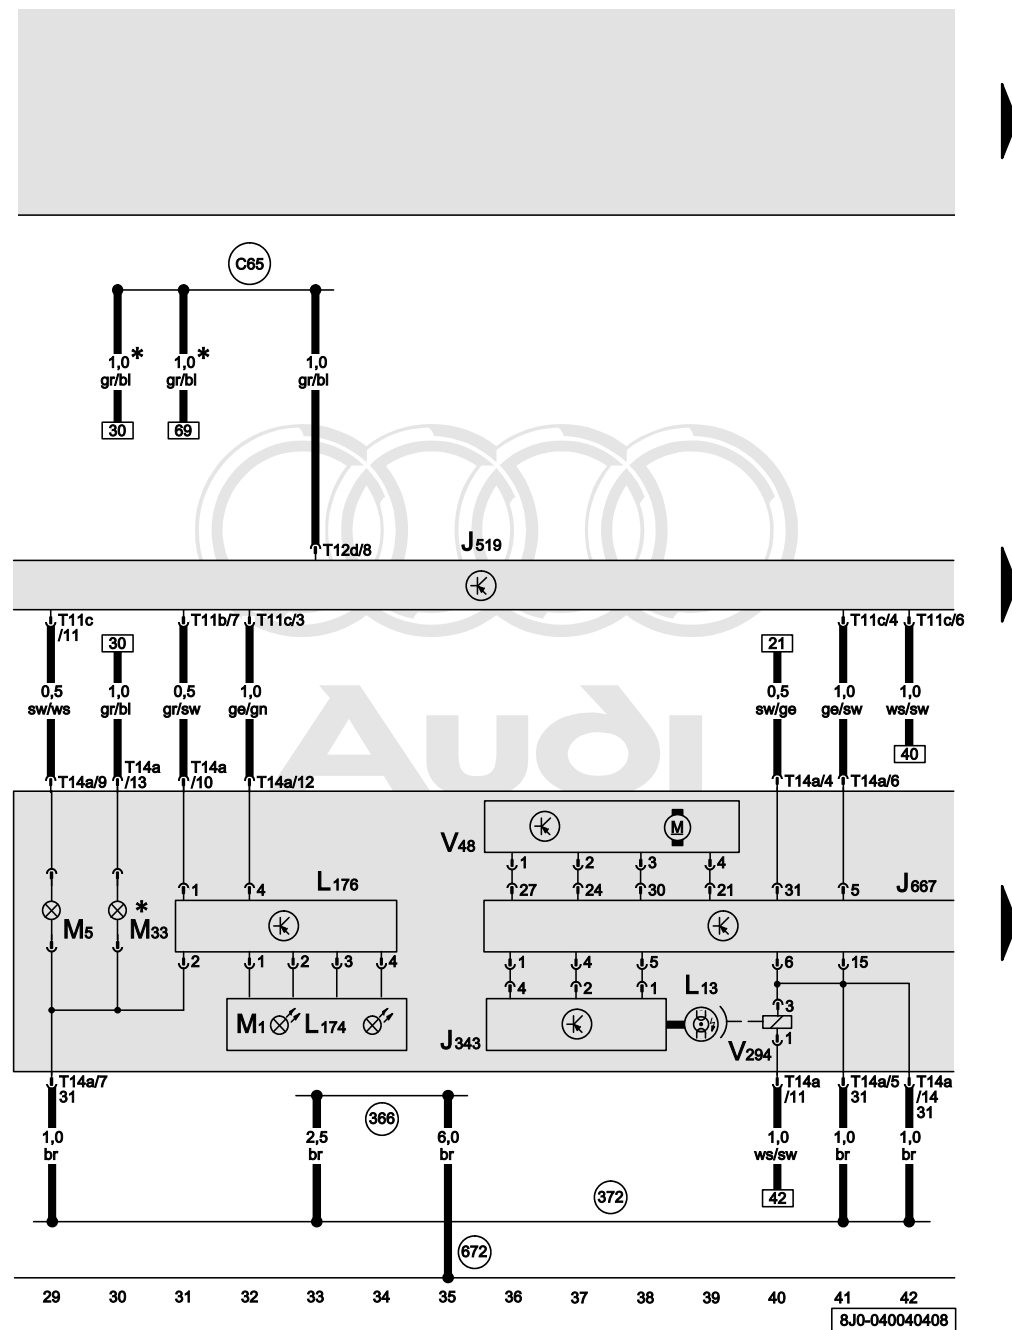 C65
1,0 * 1,0 * 1,0
gr/bl gr/bl gr/bl
30 69
T12d/8 J519
T11c T11b/7 T11c/3 T11c/4 T11c/6
/11
30 21
0,5 1,0 0,5 1,0 0,5 1,0 1,0
sw/ws gr/bl gr/sw ge/gn sw/ge ge/sw ws/sw
40
Audi
T14a T14a
T14a/9 /13 /10 T14a/12 T14a/4 T14a/6
M
V48
1 2 3 4
1 4 L176 27 24 30 21 31 5 J667
* M5 M33
2 1 2 3 4 1 4 5 6 15
4 2 1 L13
3
M1 L174 J343 V294 1
T14a/7 T14a T14a/5 T14a
31 /11 31 /14
31
366
1,0 2,5 6,0 1,0 1,0 1,0
br br br ws/sw br br
372 42
672
29 30 31 32 33 34 35 36 37 38 39 40 41 42
8J0-040040408